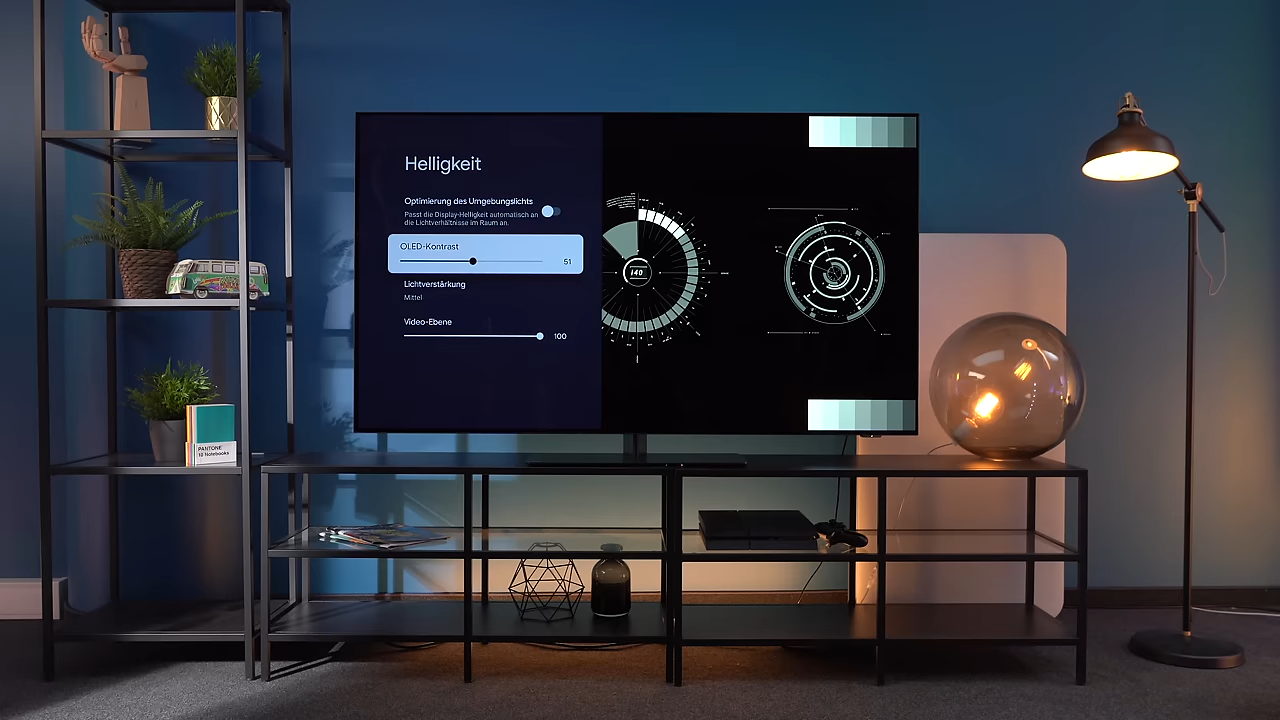 Helligkeit
Optimierung des Umgebungslichts
Passt die Display-Helligkeit automatisch an
die Lichtverhältnisse im Raum an.
OLED-Kontrast
51
Lichtverstärkung
Mittel
Video-Ebene
100
140
PANTONE
10 Notebooks